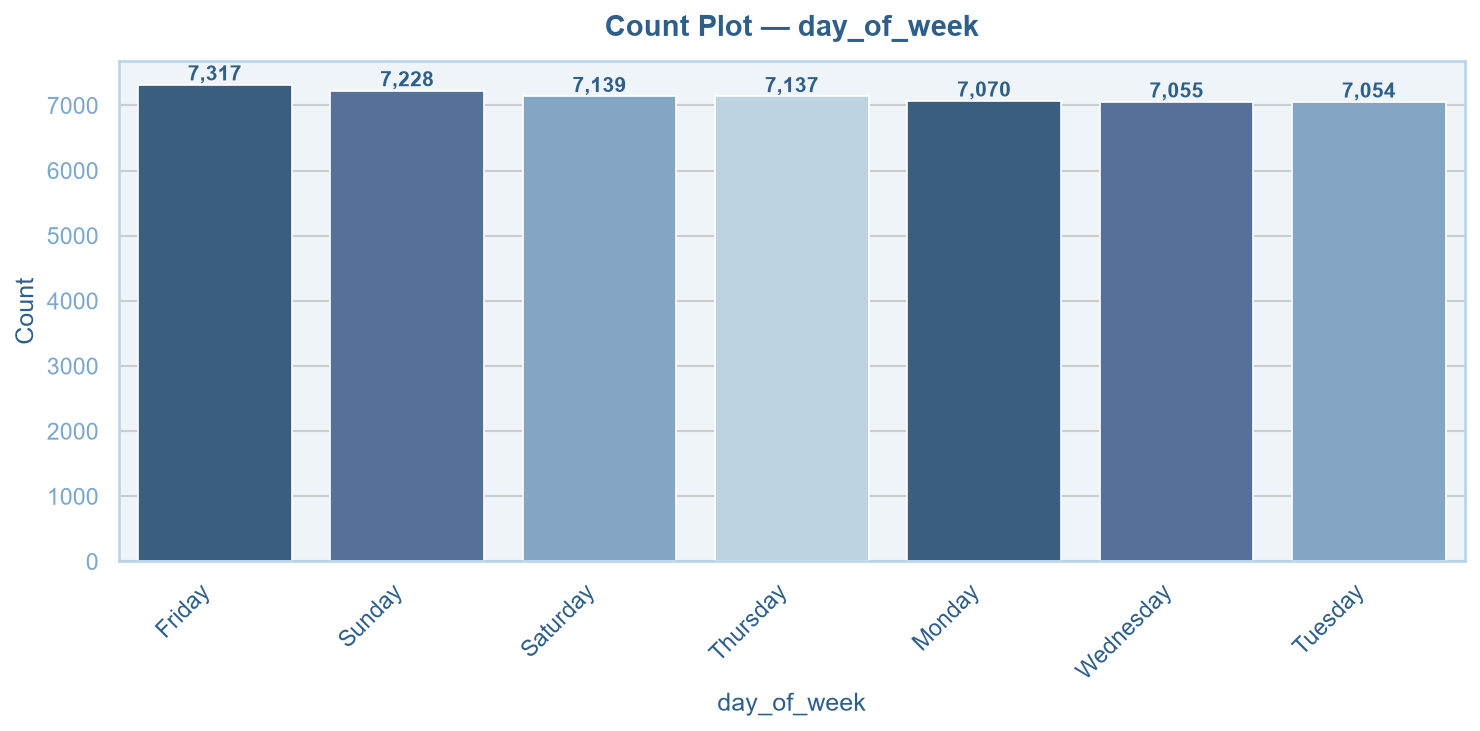 Count Plot — day_of_week
7,317
7,228
7,139
7,137
7,070
7,055
7,054
7000
6000
5000
4000
3000
2000
1000
0
Count
Friday
Sunday
Saturday
Thursday
Monday
Wednesday
Tuesday
day_of_week